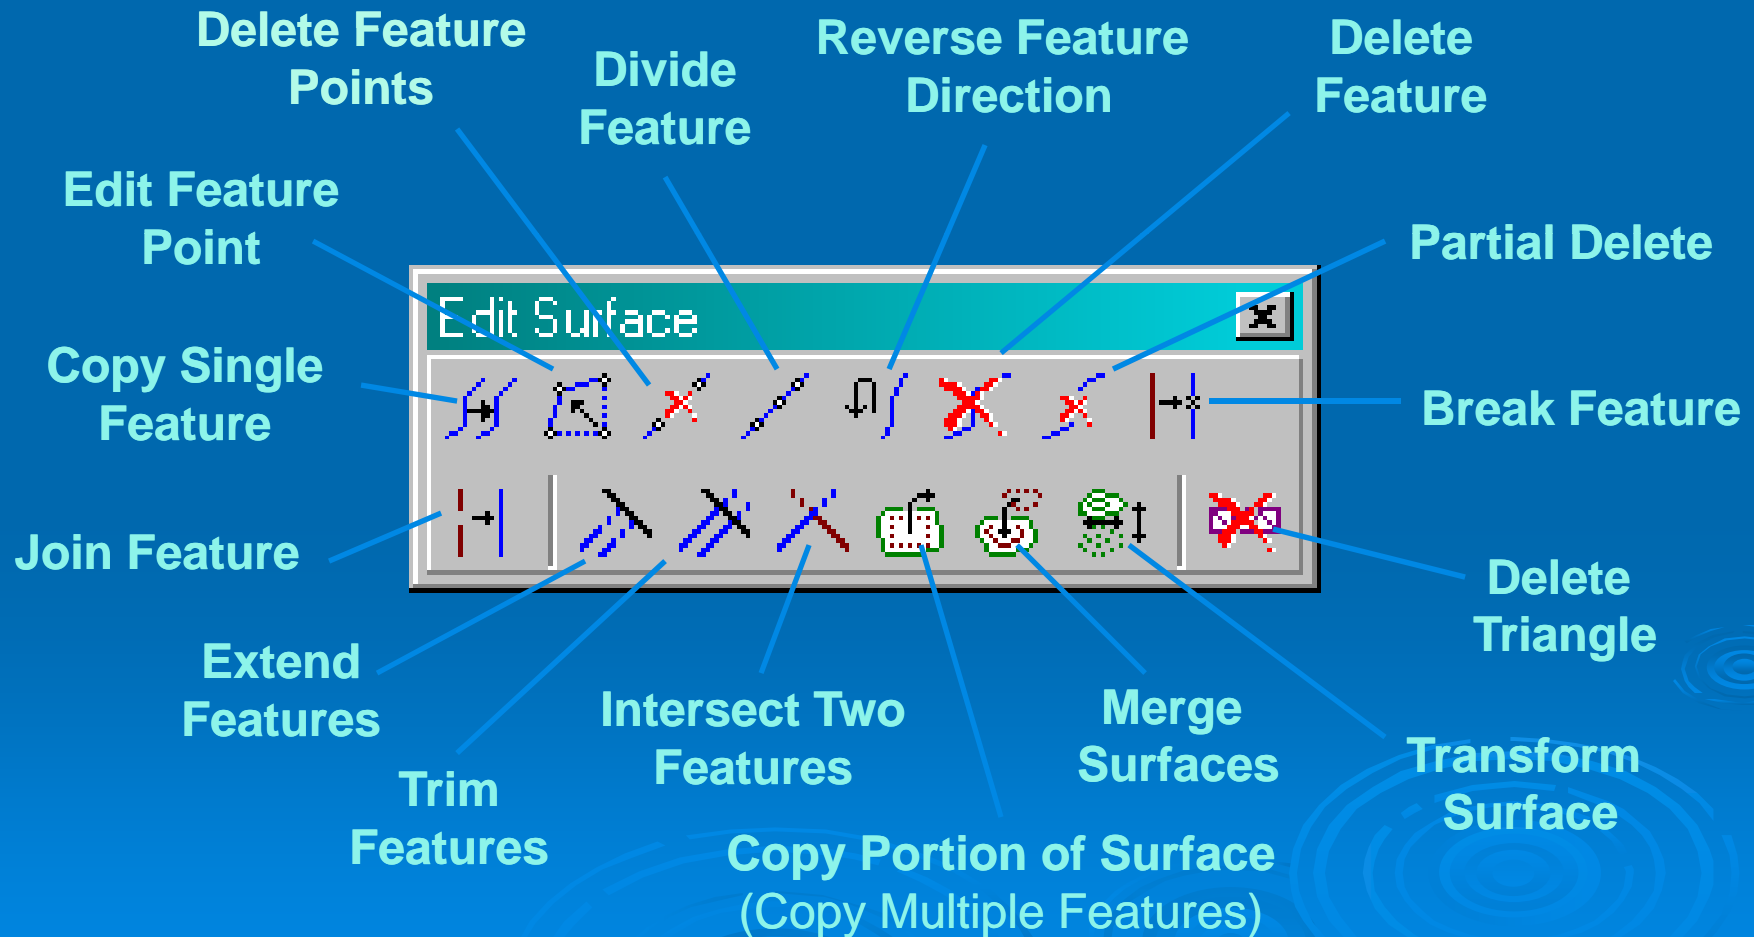 Delete Feature
Points
Divide
Feature
Reverse Feature
Direction
Delete
Feature
Edit Feature
Point
Partial Delete
Edit Surface
Copy Single
Feature
Break Feature
Join Feature
Delete
Triangle
Extend
Features
Intersect Two
Features
Merge
Surfaces
Transform
Surface
Trim
Features
Copy Portion of Surface
(Copy Multiple Features)